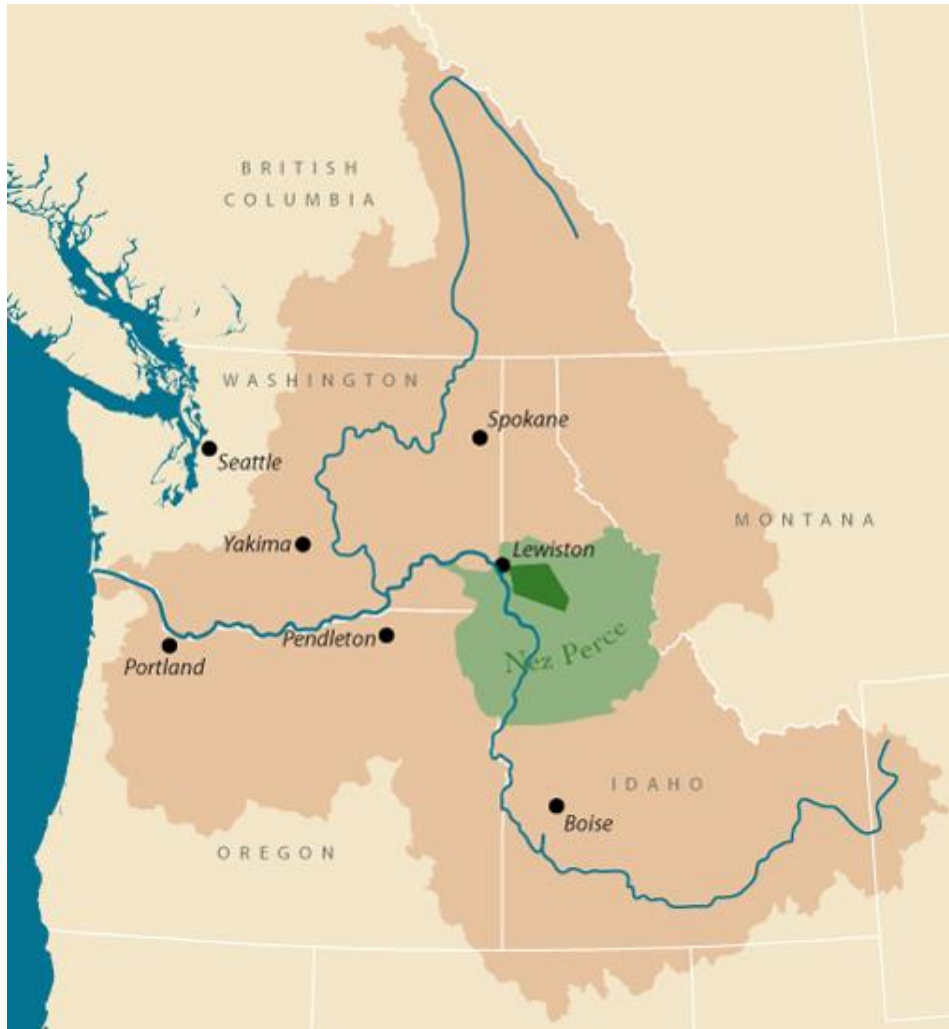 BRITISH
COLUMBIA
WASHINGTON
Spokane
Seattle
MONTANA
Yakima
Lewiston
Pendleton
Nez Perce
Portland
IDAHO
Boise
OREGON